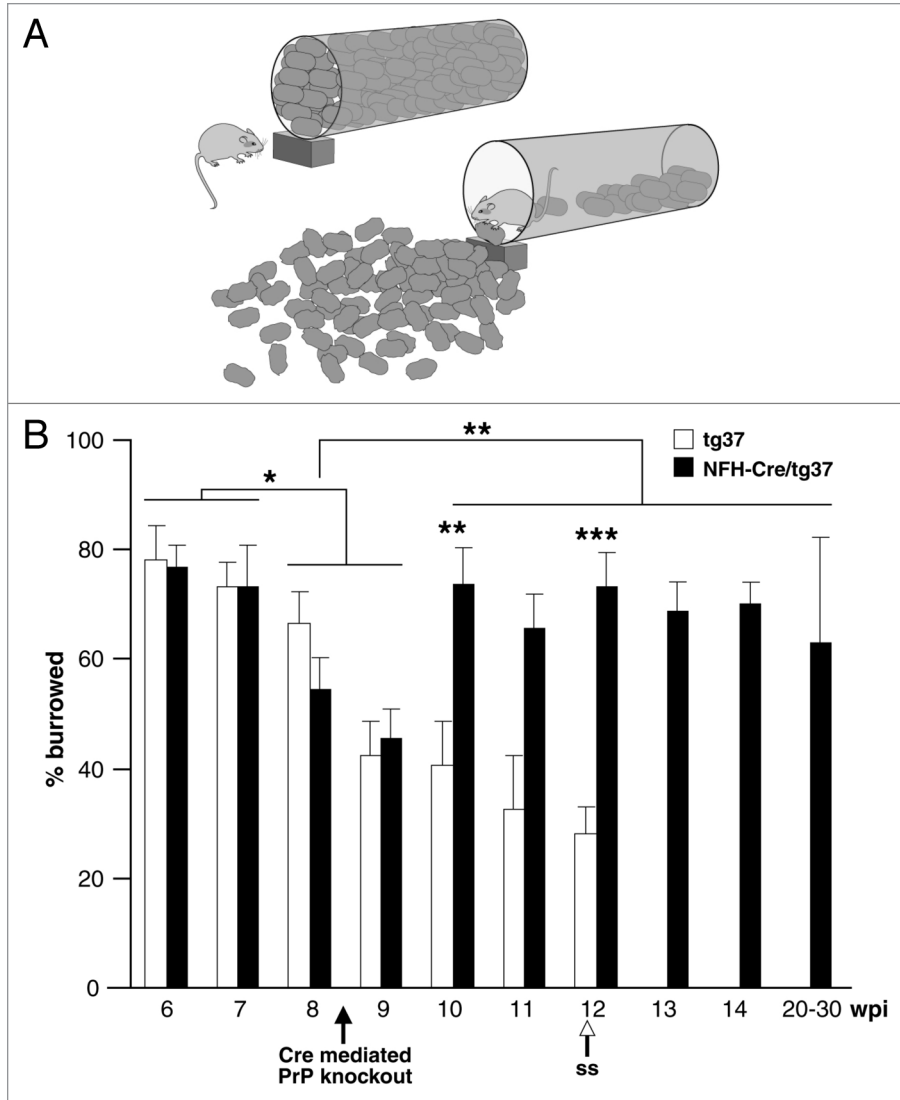 A
B
**
tg37
NFH-Cre/tg37
*
**
***
100
80
60
40
20
0
% burrowed
6 7 8 9 10 11 12 13 14 20-30 wpi
Cre mediated
PrP knockout
ss